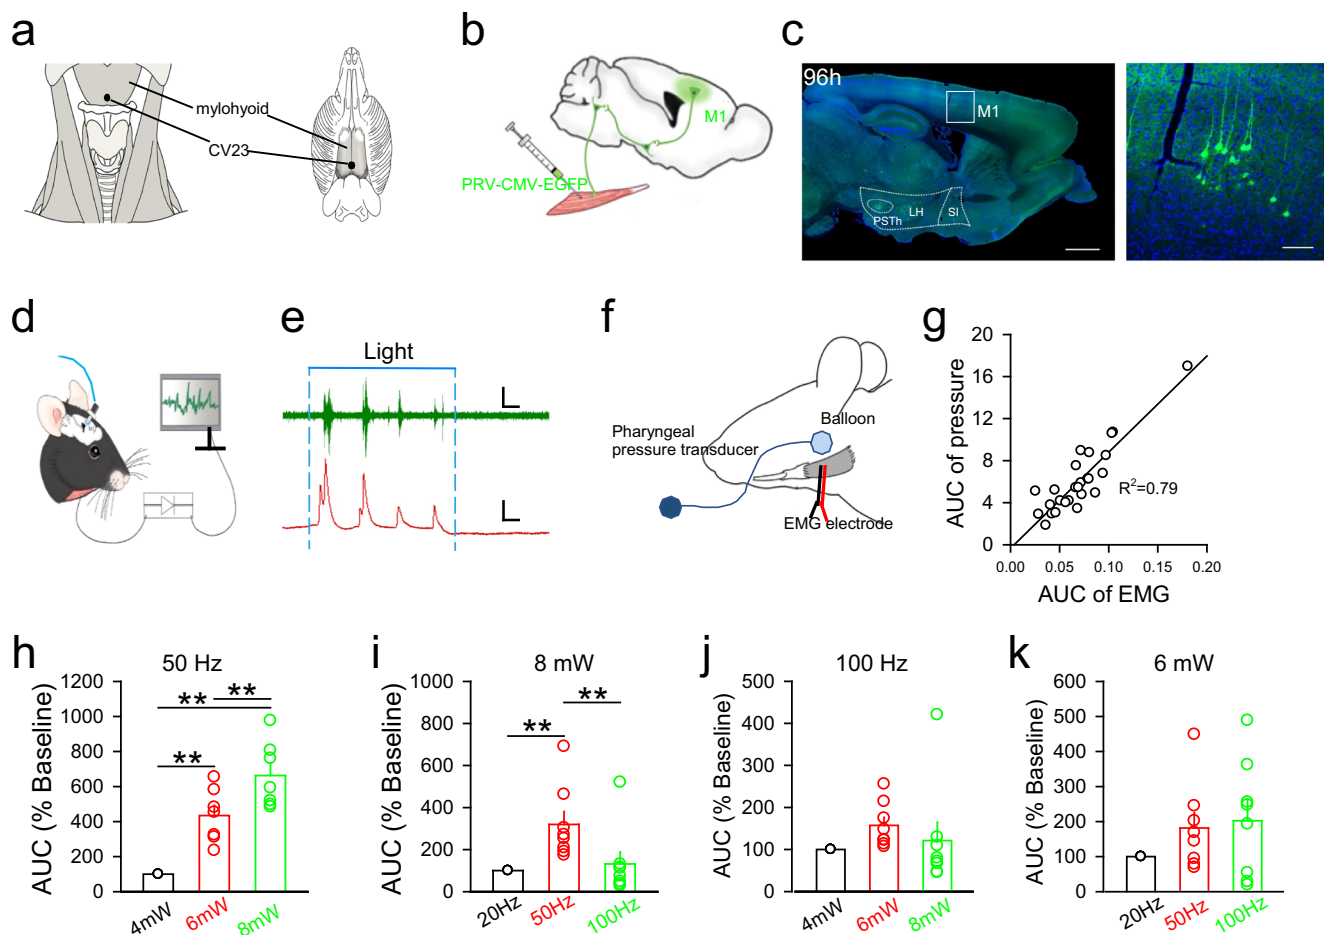 a
mylohyoid
CV23
b
M1
PRV-CMV-EGFP
c
96h
M1
PSTh
LH
SI
d
e
Light
f
Pharyngeal
pressure transducer
Balloon
EMG electrode
g
AUC of pressure
20
16
12
8
4
0
R²=0.79
0.00
0.05
0.10
0.15
0.20
AUC of EMG
h
50 Hz
AUC (% Baseline)
1200
1000
800
600
400
200
0
**
**
**
4mW
6mW
8mW
i
8 mW
AUC (% Baseline)
1000
800
600
400
200
0
**
**
20Hz
50Hz
100Hz
j
100 Hz
AUC (% Baseline)
500
400
300
200
100
0
4mW
6mW
8mW
k
6 mW
AUC (% Baseline)
600
500
400
300
200
100
0
20Hz
50Hz
100Hz